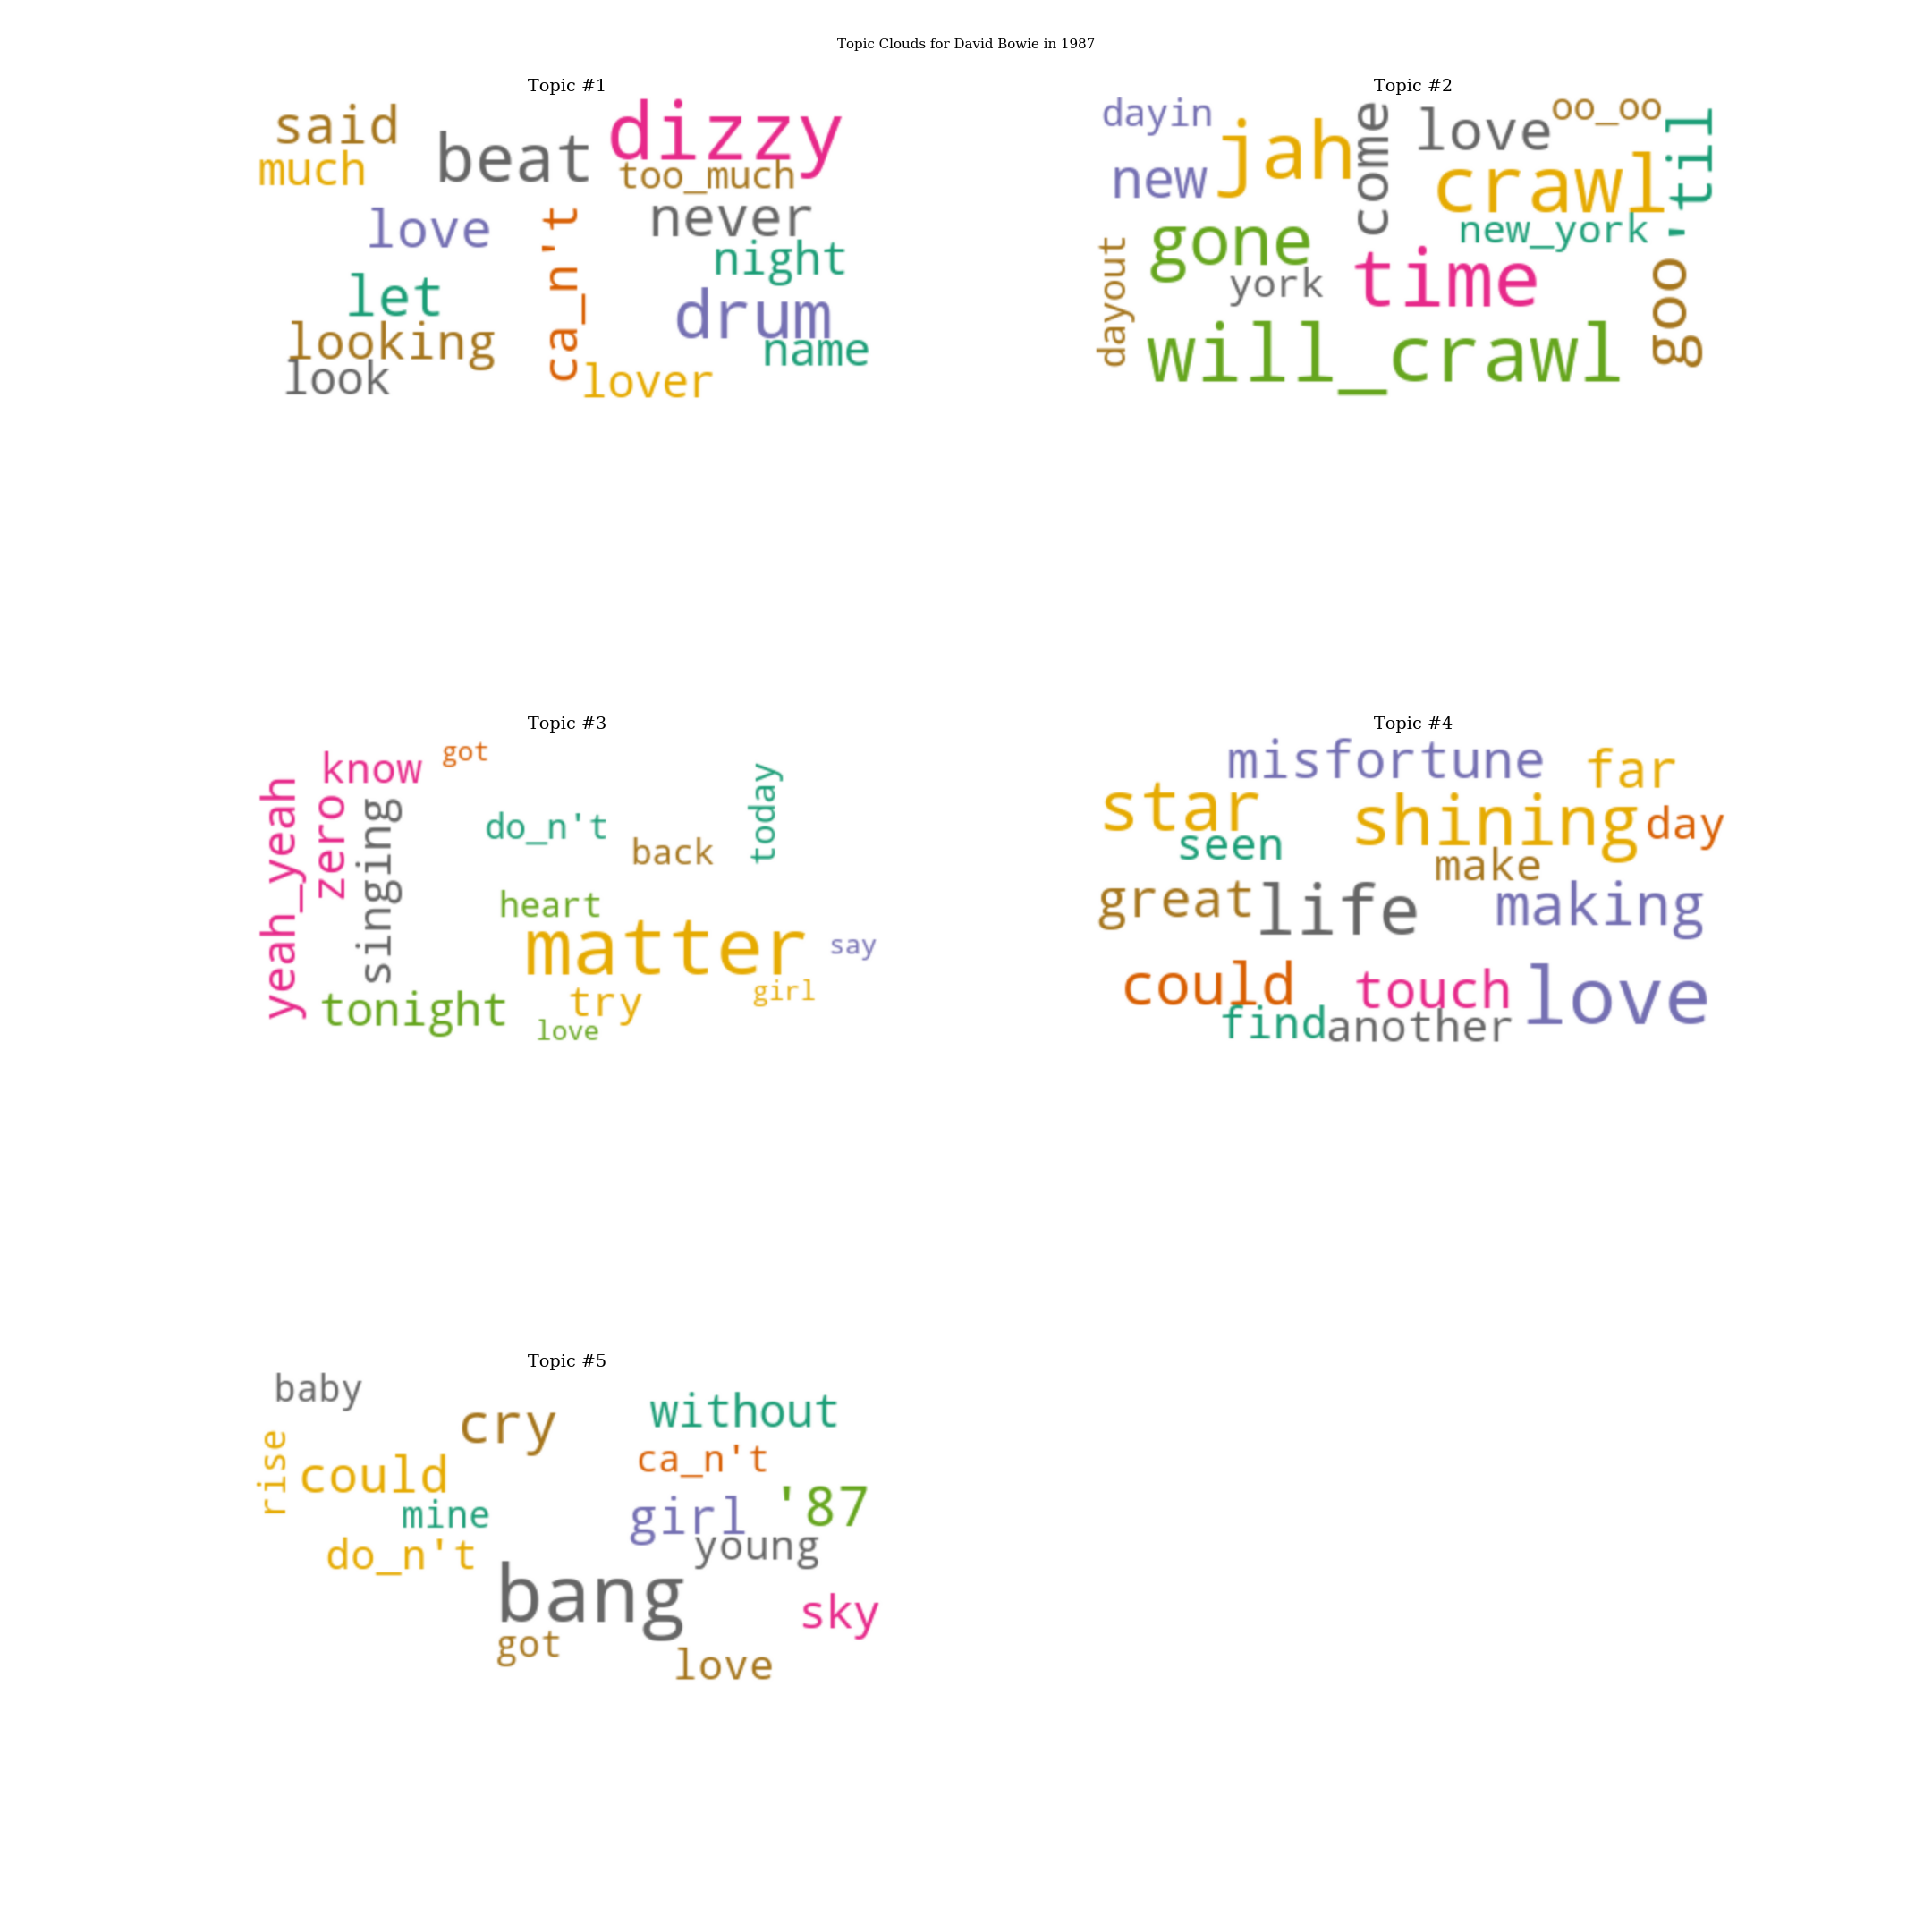 Topic Clouds for David Bowie in 1987
Topic #1
said
beat
dizzy
much
too_much
love
ca_n't
never
night
let
drum
looking
name
look
lover
Topic #2
dayin
jah
come
love
oo_oo
'til
new
crawl
gone
new_york
dayout
york
time
goo
will_crawl
Topic #3
know
got
yeah_yeah
zero
singing
do_n't
back
today
heart
matter
say
tonight
try
girl
love
Topic #4
misfortune
far
star
shining
day
seen
make
great
life
making
could
touch
love
find
another
Topic #5
baby
cry
without
rise
could
ca_n't
mine
girl
'87
do_n't
young
bang
sky
got
love